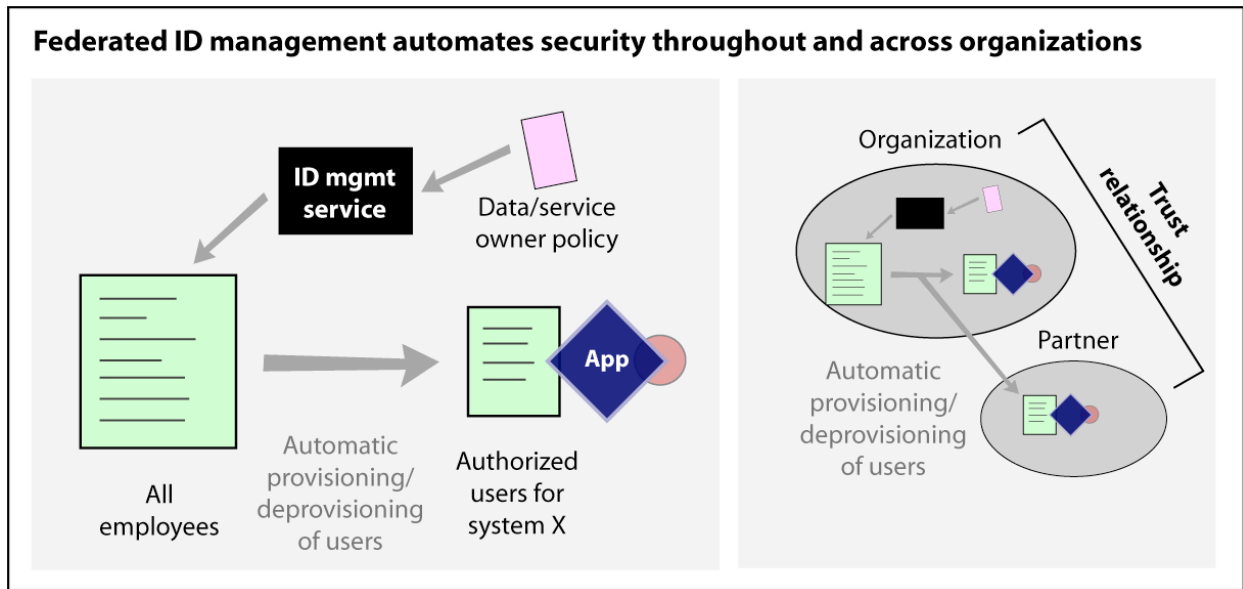 Federated ID management automates security throughout and across organizations
ID mgmt
service
Data/service
owner policy
App
All
employees
Automatic
provisioning/
deprovisioning
of users
Authorized
users for
system X
Organization
Trust
relationship
Partner
Automatic
provisioning/
deprovisioning
of users